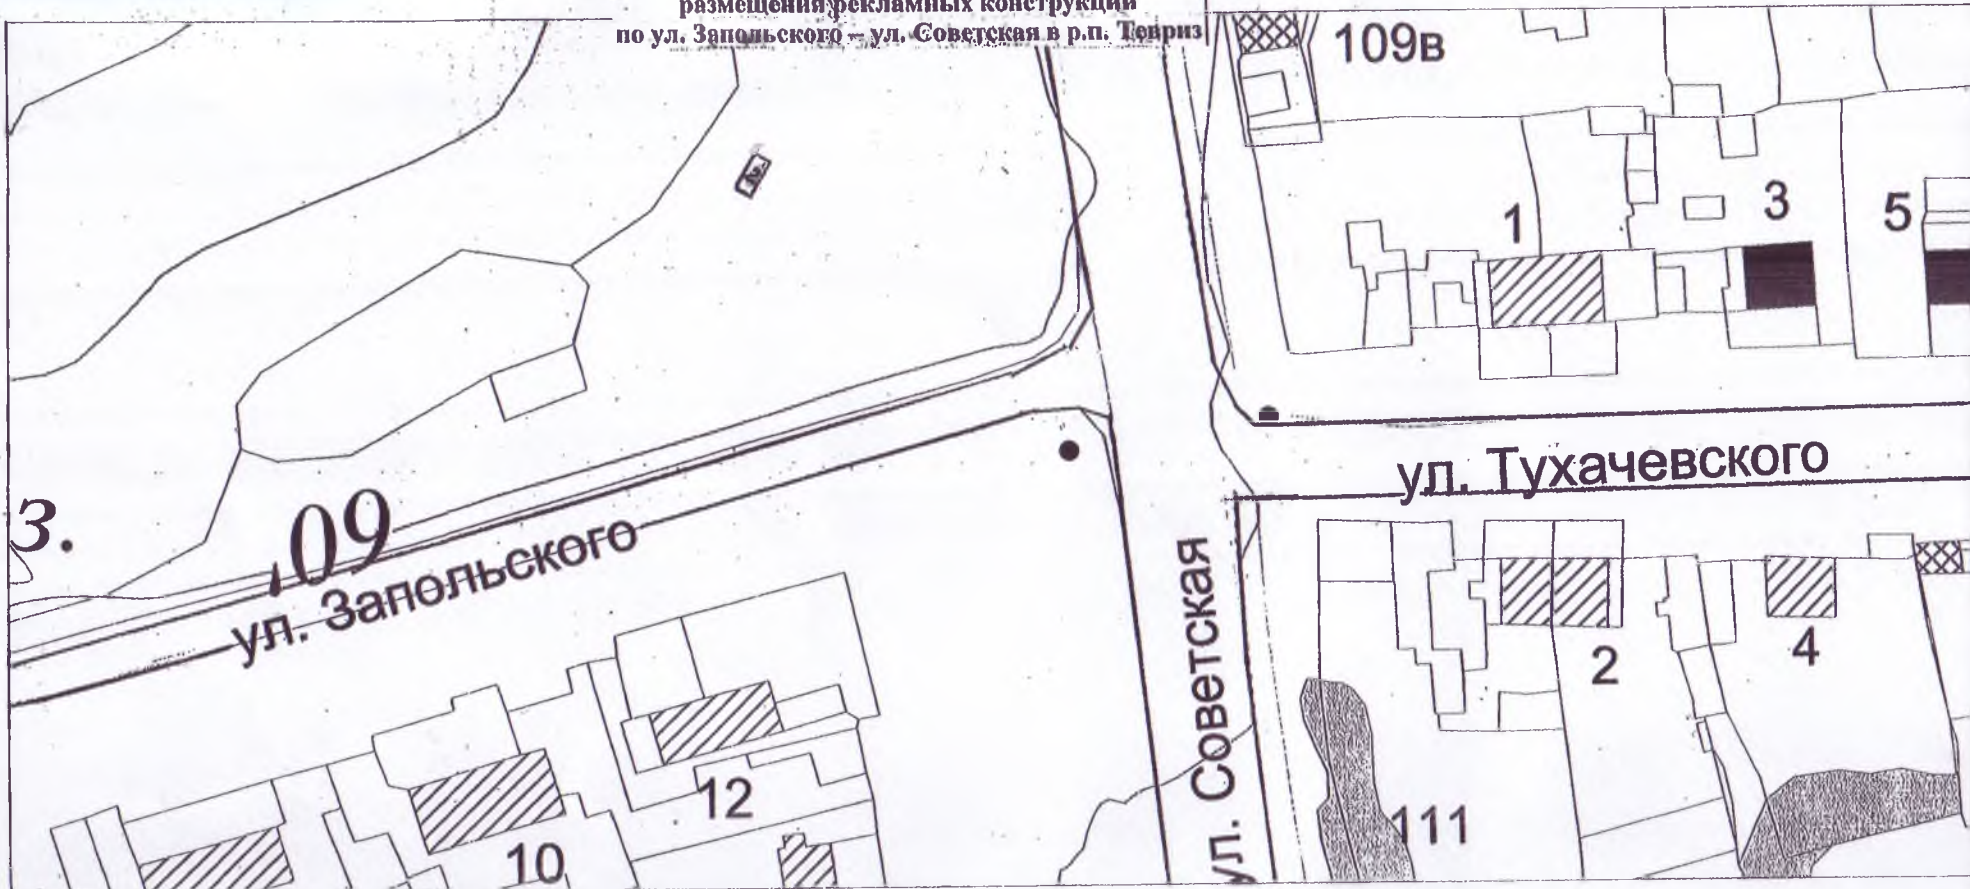 размещения рекламных конструкций
по ул. Запольского – ул. Советская в р.п. Тевриз
109в
1
3
5
ул. Тухачевского
3.
.09
ул. Запольского
ул. Советская
2
4
12
111
10